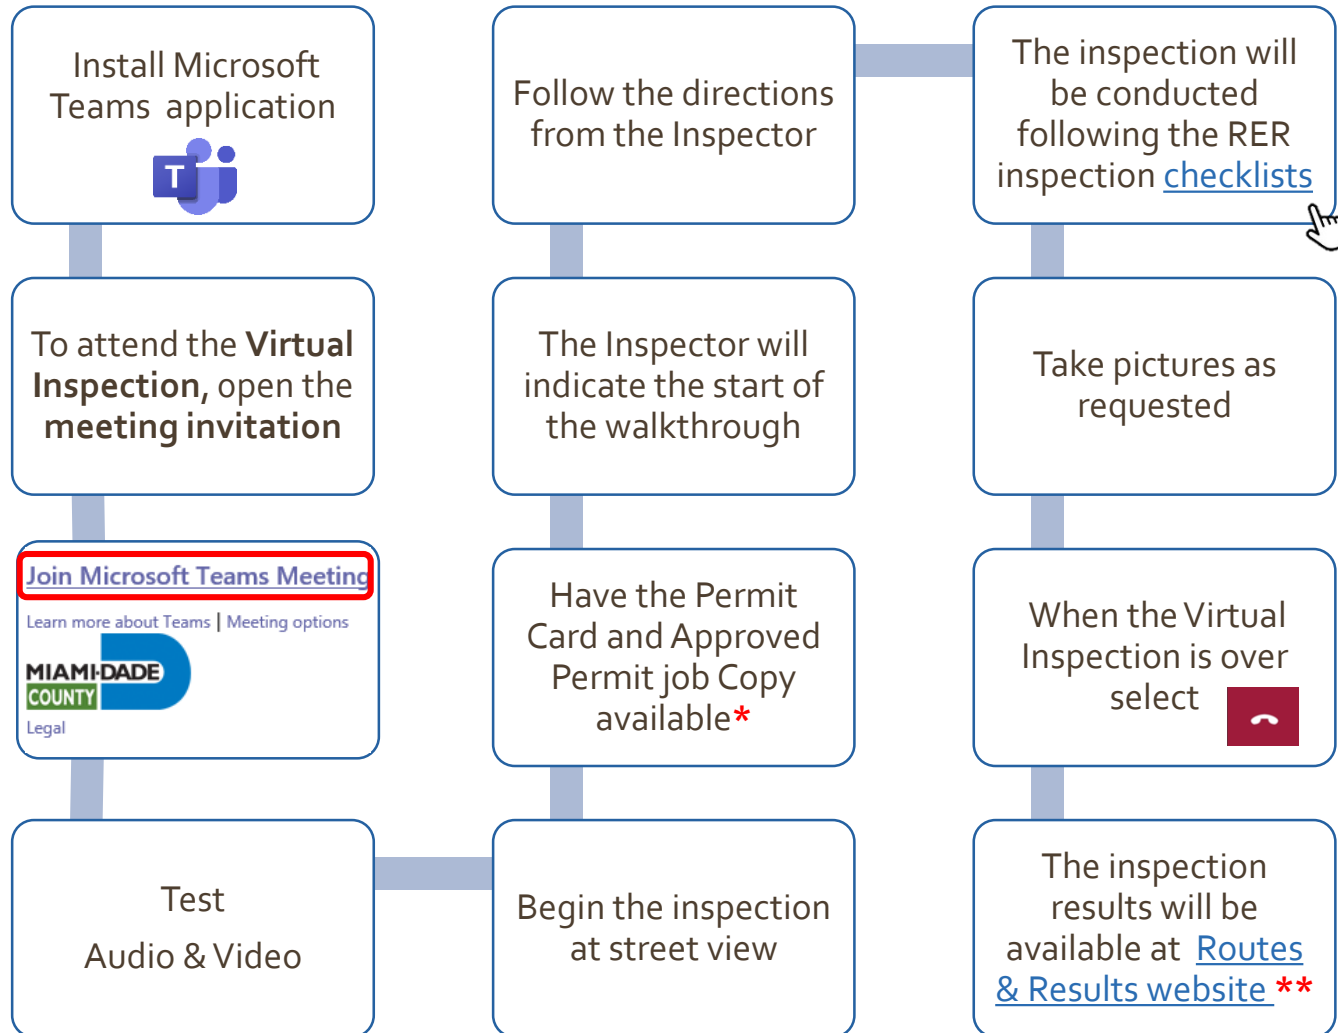 Install Microsoft
Teams application
T
To attend the Virtual
Inspection, open the
meeting invitation
Join Microsoft Teams Meeting
Learn more about Teams | Meeting options
MIAMI-DADE
COUNTY
Legal
Test
Audio & Video
Begin the inspection
at street view
Have the Permit
Card and Approved
Permit job Copy
available*
The Inspector will
indicate the start of
the walkthrough
Follow the directions
from the Inspector
The inspection will
be conducted
following the RER
inspection checklists
Take pictures as
requested
When the Virtual
Inspection is over
select
The inspection
results will be
available at Routes
& Results website **